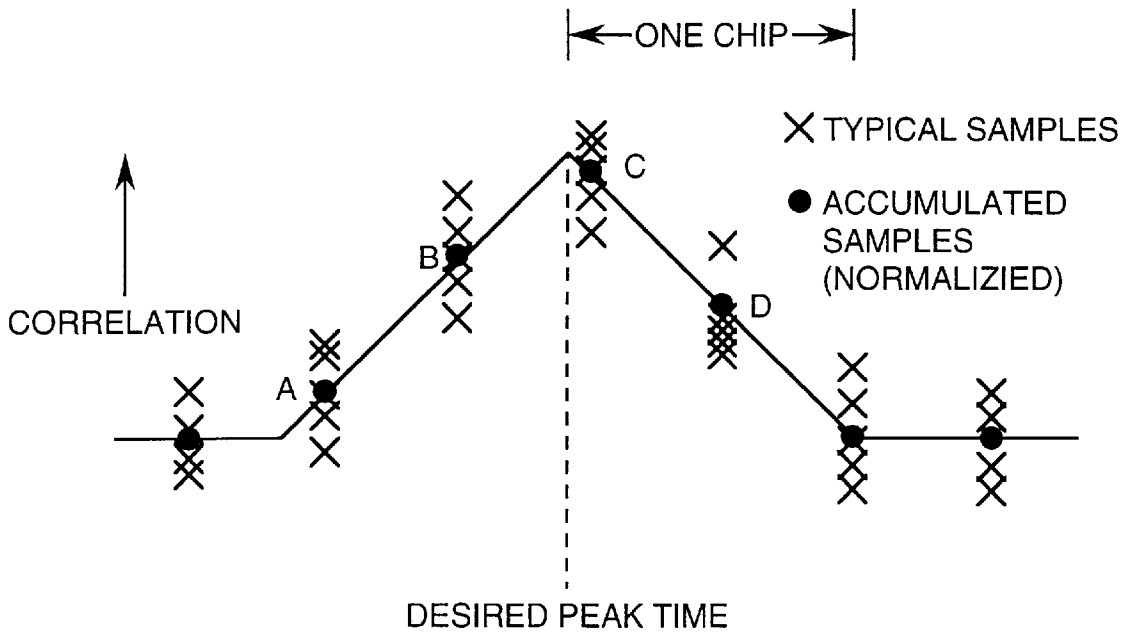 ONE CHIP
TYPICAL SAMPLES
C
ACCUMULATED
SAMPLES
(NORMALIZIED)
B
D
CORRELATION
A
DESIRED PEAK TIME